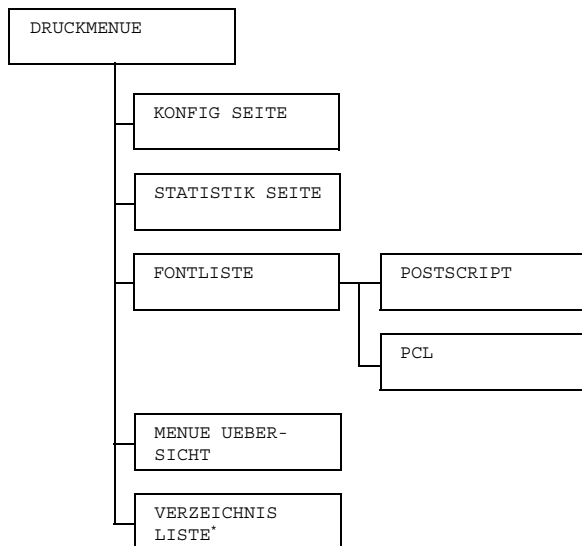 DRUCKMENUE
KONFIG SEITE
STATISTIK SEITE
FONTLISTE
POSTSCRIPT
PCL
MENUE UEBER-
SICHT
VERZEICHNIS
LISTE*